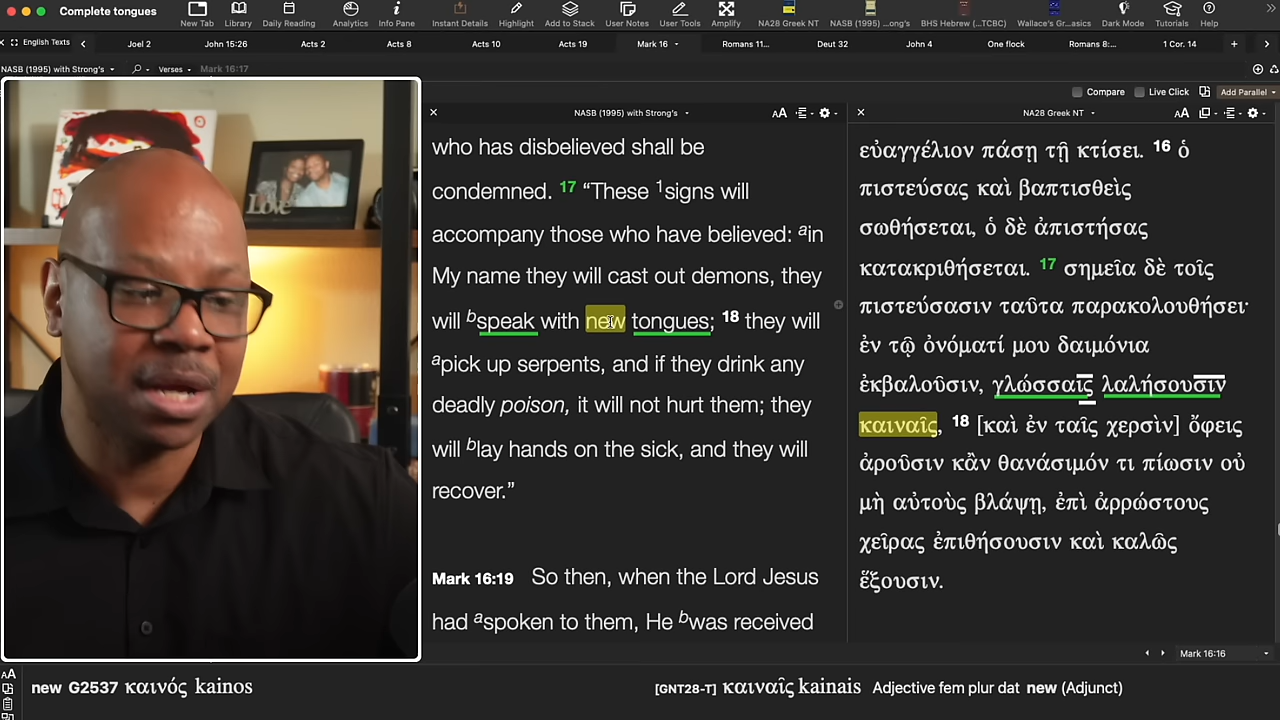 Complete tongues
New Tab Library Daily Reading Analytics Info Pane Instant Details Highlight Add to Stack User Notes User Tools Amplify NA28 Greek NT NASB (1995) ...ong's BHS Hebrew (...TCBC) Wallace's Gr...asics Dark Mode Tutorials Help
English Texts Joel 2 John 15:26 Acts 2 Acts 8 Acts 10 Acts 19 Mark 16 Romans 11... Deut 32 John 4 One flock Romans 8:... 1 Cor. 14
NASB (1995) with Strong's Verses Mark 16:17
Compare Live Click Add Parallel
NASB (1995) with Strong's
who has disbelieved shall be
condemned. 17 “These 1signs will
accompany those who have believed: ain
My name they will cast out demons, they
will bspeak with new tongues; 18 they will
apick up serpents, and if they drink any
deadly poison, it will not hurt them; they
will blay hands on the sick, and they will
recover.”
Mark 16:19 So then, when the Lord Jesus
had aspoken to them, He bwas received
NA28 Greek NT
εὐαγγέλιον πάσῃ τῇ κτίσει. 16 ὁ
πιστεύσας καὶ βαπτισθεὶς
σωθήσεται, ὁ δὲ ἀπιστήσας
κατακριθήσεται. 17 σημεῖα δὲ τοῖς
πιστεύσασιν ταῦτα παρακολουθήσει·
ἐν τῷ ὀνόματί μου δαιμόνια
ἐκβαλοῦσιν, γλώσσαις λαλήσουσιν
καιναῖς, 18 [καὶ ἐν ταῖς χερσὶν] ὄφεις
ἀροῦσιν κἂν θανάσιμόν τι πίωσιν οὐ
μὴ αὐτοὺς βλάψῃ, ἐπὶ ἀρρώστους
χεῖρας ἐπιθήσουσιν καὶ καλῶς
ἕξουσιν.
Mark 16:16
Love
new G2537 καινός kainos
[GNT28-T] καιναῖς kainais Adjective fem plur dat new (Adjunct)